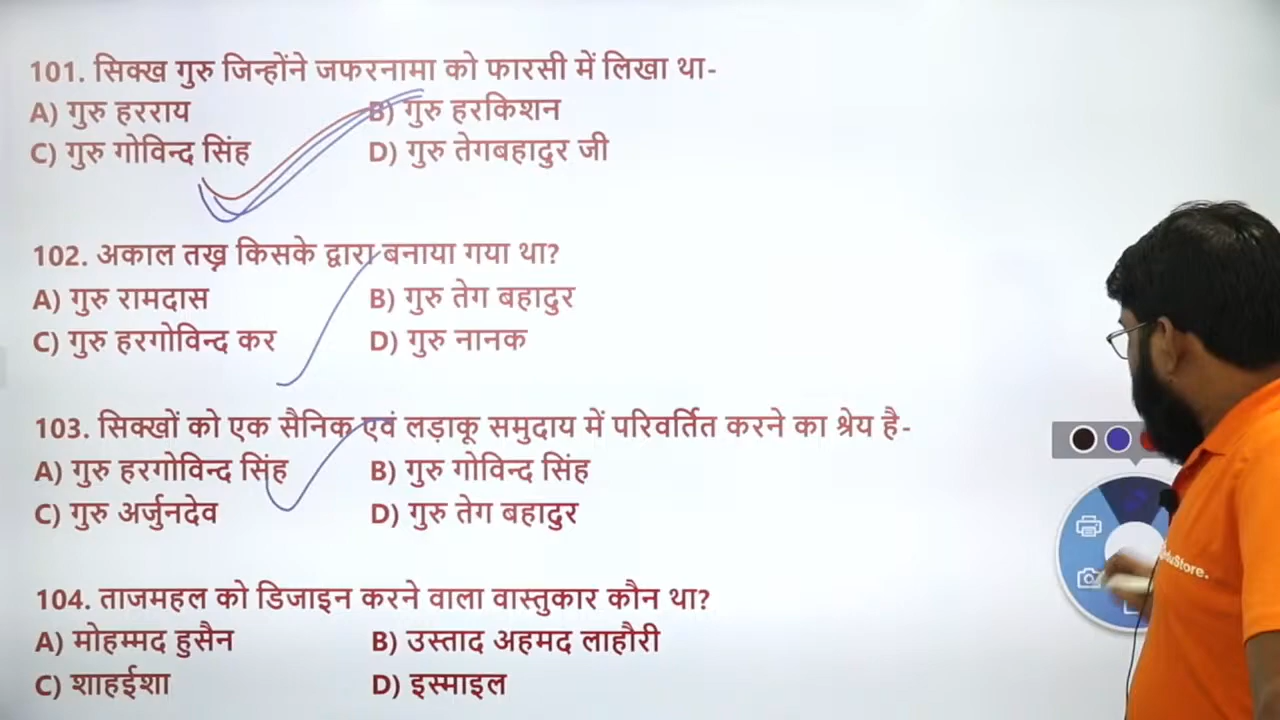 101. सिक्ख गुरु जिन्होंने जफरनामा को फारसी में लिखा था-
A) गुरु हरराय B) गुरु हरकिशन
C) गुरु गोविन्द सिंह D) गुरु तेगबहादुर जी
102. अकाल तख़्त किसके द्वारा बनाया गया था?
A) गुरु रामदास B) गुरु तेग बहादुर
C) गुरु हरगोविन्द कर D) गुरु नानक
103. सिक्खों को एक सैनिक एवं लड़ाकू समुदाय में परिवर्तित करने का श्रेय है-
A) गुरु हरगोविन्द सिंह B) गुरु गोविन्द सिंह
C) गुरु अर्जुनदेव D) गुरु तेग बहादुर
104. ताजमहल को डिजाइन करने वाला वास्तुकार कौन था?
A) मोहम्मद हुसैन B) उस्ताद अहमद लाहौरी
C) शाहईशा D) इस्माइल